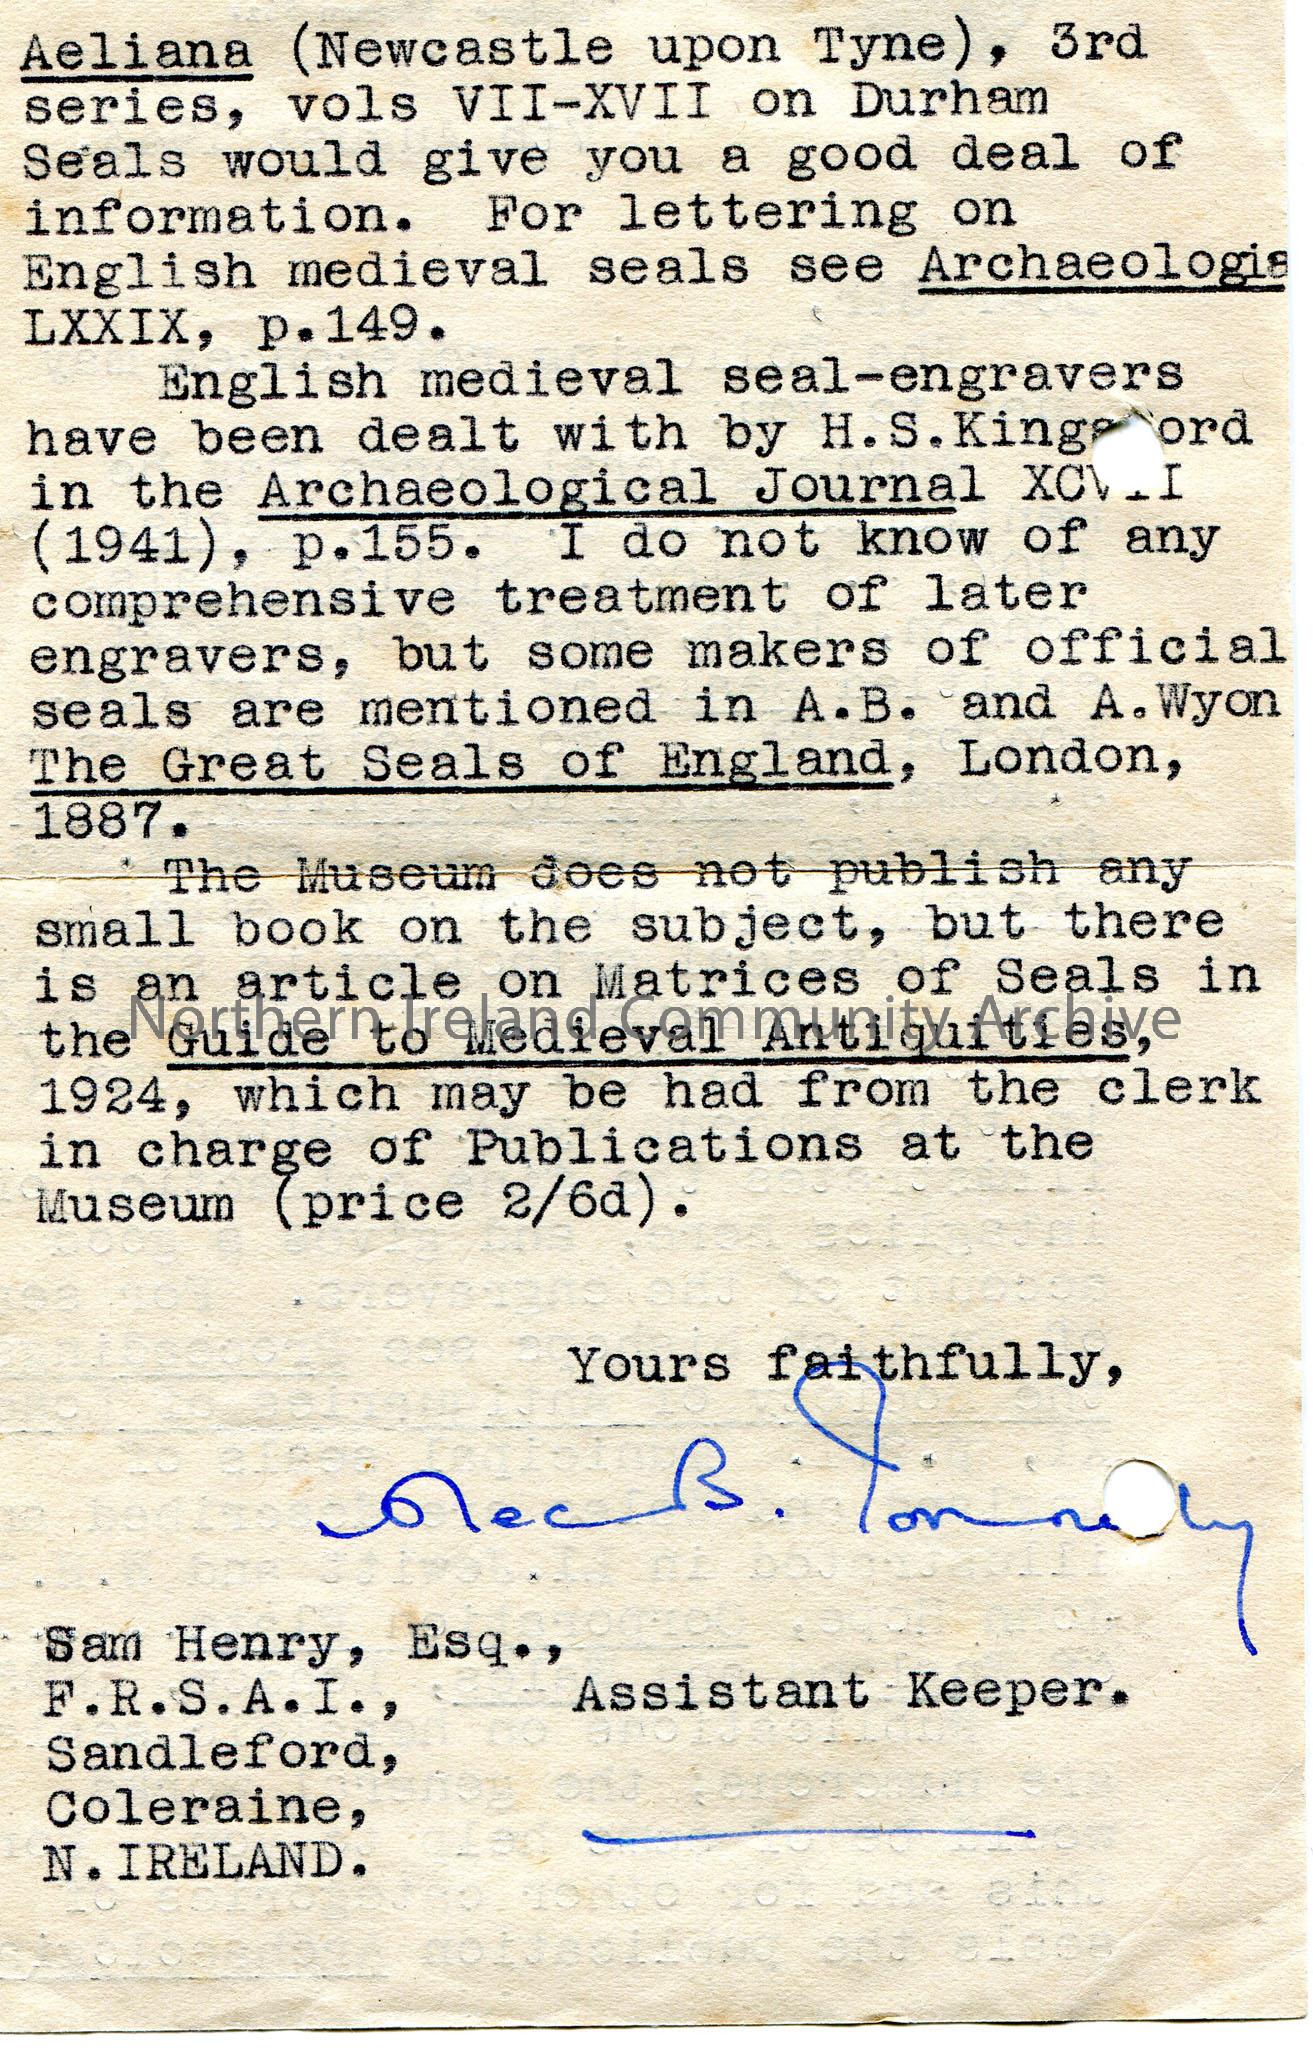 Aeliana (Newcastle upon Tyne), 3rd
series, vols VII-XVII on Durham
Seals would give you a good deal of
information. For lettering on
English medieval seals see Archaeologia
LXXIX, p.149.
English medieval seal-engravers
have been dealt with by H.S.Kingsford
in the Archaeological Journal XCVII
(1941), p.155. I do not know of any
comprehensive treatment of later
engravers, but some makers of official
seals are mentioned in A.B. and A.Wyon
The Great Seals of England, London,
1887.
The Museum does not publish any
small book on the subject, but there
is an article on Matrices of Seals in
Northern Ireland Community Archive
the Guide to Medieval Antiquities,
1924, which may be had from the clerk
in charge of Publications at the
Museum (price 2/6d).
Yours faithfully,
Alec B. Tonnochy
Sam Henry, Esq.,
F.R.S.A.I., Assistant Keeper.
Sandleford,
Coleraine,
N.IRELAND.